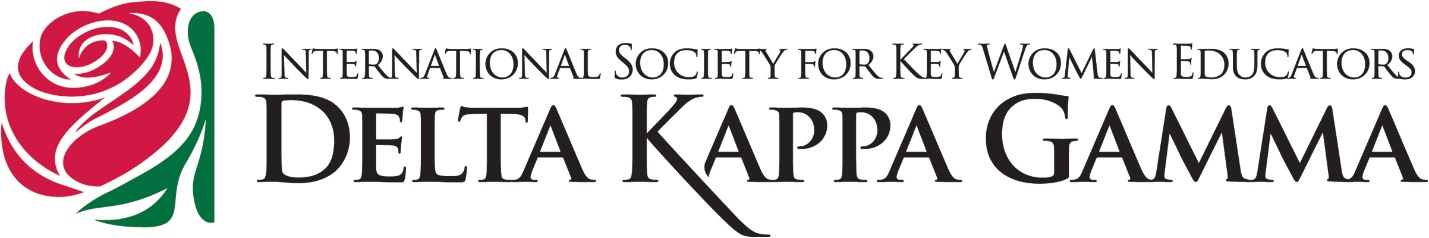 International Society for Key Women Educators
Delta Kappa Gamma